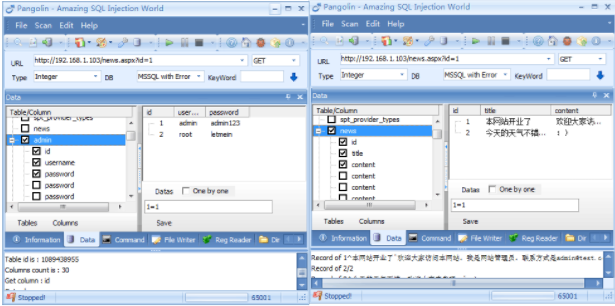 Pangolin - Amazing SQL Injection World
File Scan Edit Help
URL http://192.168.1.103/news.aspx?id=1 GET
Type Integer DB MSSQL with Error KeyWord
Data
Table/Column
spt_provider_types
news
admin
id
username
password
password
password
id user... password
1 admin admin123
2 root letmein
Datas One by one
1=1
Tables Columns Save
Information Data Command File Writer Reg Reader Dir
Table id is : 1089438955
Columns count is : 30
Get column : id
Stopped! 65001
Pangolin - Amazing SQL Injection World
File Scan Edit Help
URL http://192.168.1.103/news.aspx?id=1 GET
Type Integer DB MSSQL with Error KeyWord
Data
Table/Column
spt_provider_types
news
id
title
content
content
content
content
id title content
1 本网站开业了 欢迎大家访...
2 今天的天气不错... : )
Datas One by one
1=1
Tables Columns Save
Information Data Command File Writer Reg Reader Dir
Record of 1^本网站开业了^欢迎大家访问本网站。我是网站管理员。联系方式是admin@test.c
Record of 2/2
Stopped! 65001